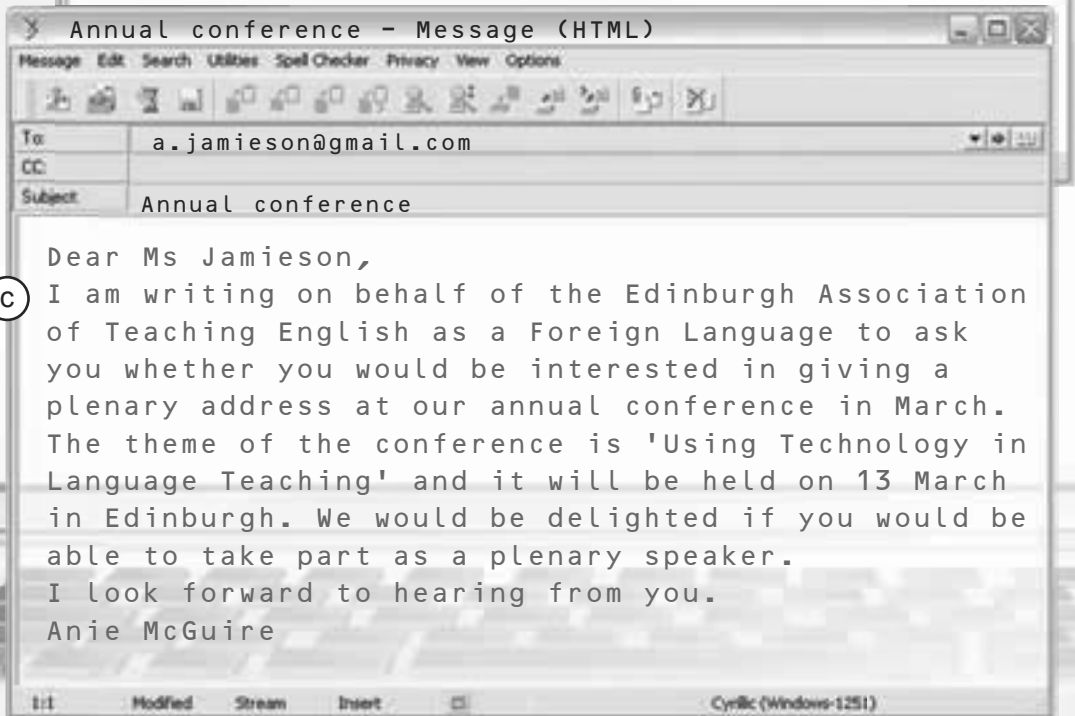 Annual conference – Message (HTML)
Message Edit Search Utilities Spell Checker Privacy View Options
To: a.jamieson@gmail.com
CC:
Subject: Annual conference
Dear Ms Jamieson,
C I am writing on behalf of the Edinburgh Association
of Teaching English as a Foreign Language to ask
you whether you would be interested in giving a
plenary address at our annual conference in March.
The theme of the conference is 'Using Technology in
Language Teaching' and it will be held on 13 March
in Edinburgh. We would be delighted if you would be
able to take part as a plenary speaker.
I look forward to hearing from you.
Anie McGuire
1:1 Modified Stream Insert Cyrillic (Windows-1251)